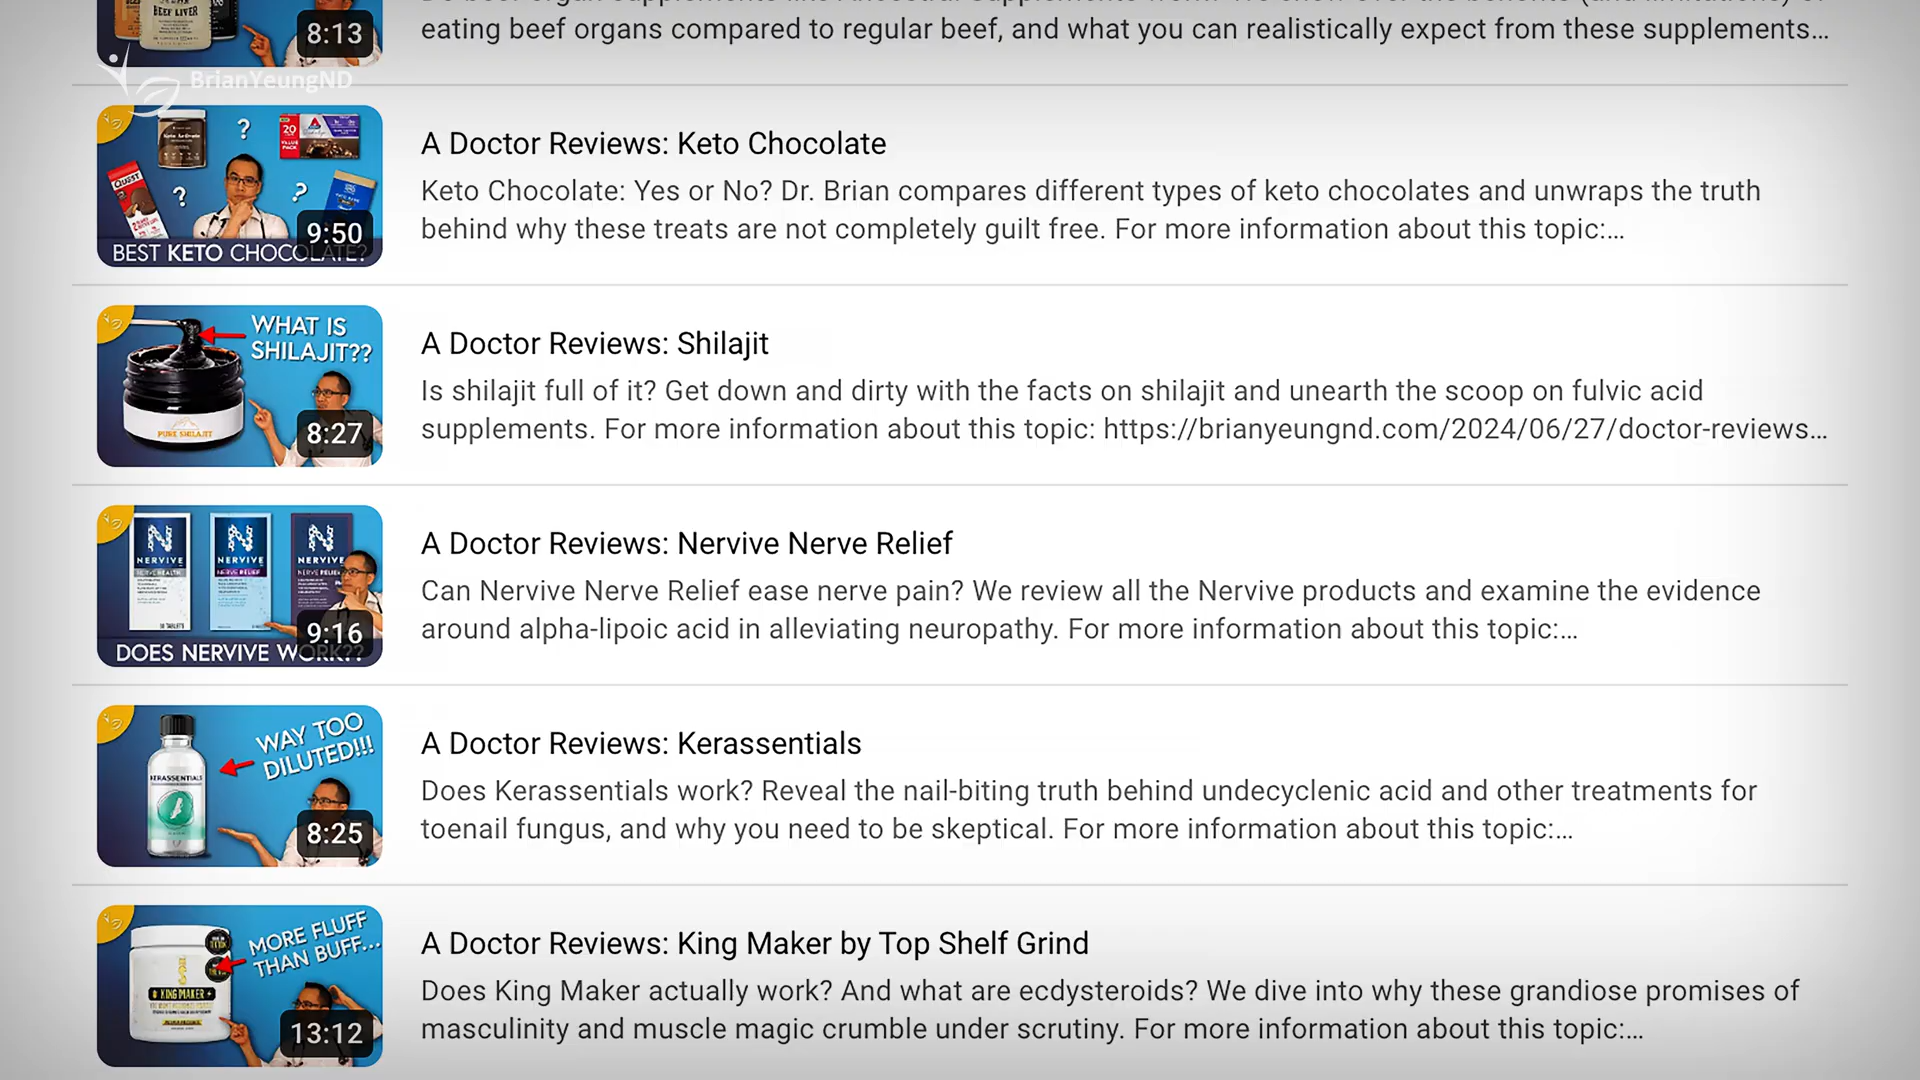 BEEF LIVER
8:13
eating beef organs compared to regular beef, and what you can realistically expect from these supplements...
BrianYeungND
QUEST
20
VALUE PACK
?
?
?
9:50
BEST KETO CHOCOLATE?
A Doctor Reviews: Keto Chocolate
Keto Chocolate: Yes or No? Dr. Brian compares different types of keto chocolates and unwraps the truth
behind why these treats are not completely guilt free. For more information about this topic:...
WHAT IS
SHILAJIT??
PURE SHILAJIT
8:27
A Doctor Reviews: Shilajit
Is shilajit full of it? Get down and dirty with the facts on shilajit and unearth the scoop on fulvic acid
supplements. For more information about this topic: https://brianyeungnd.com/2024/06/27/doctor-reviews...
N N N
NERVIVE NERVIVE NERVIVE
NERVE HEALTH NERVE RELIEF NERVE RELIEF
9:16
DOES NERVIVE WORK??
A Doctor Reviews: Nervive Nerve Relief
Can Nervive Nerve Relief ease nerve pain? We review all the Nervive products and examine the evidence
around alpha-lipoic acid in alleviating neuropathy. For more information about this topic:...
WAY TOO
DILUTED!!!
KERASSENTIALS
8:25
A Doctor Reviews: Kerassentials
Does Kerassentials work? Reveal the nail-biting truth behind undecyclenic acid and other treatments for
toenail fungus, and why you need to be skeptical. For more information about this topic:...
MORE FLUFF
THAN BUFF...
KING MAKER
13:12
A Doctor Reviews: King Maker by Top Shelf Grind
Does King Maker actually work? And what are ecdysteroids? We dive into why these grandiose promises of
masculinity and muscle magic crumble under scrutiny. For more information about this topic:...